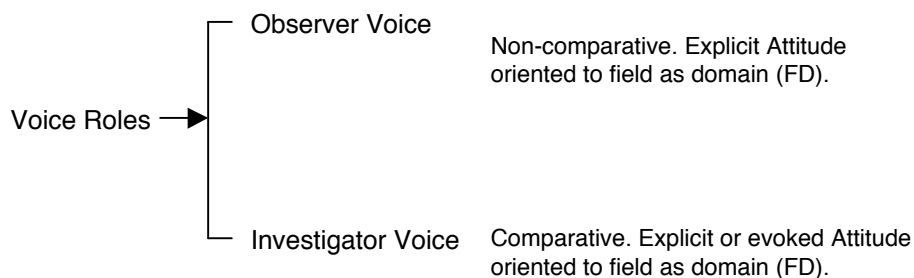 Observer Voice
Non-comparative. Explicit Attitude
oriented to field as domain (FD).
Voice Roles
Investigator Voice
Comparative. Explicit or evoked Attitude
oriented to field as domain (FD).